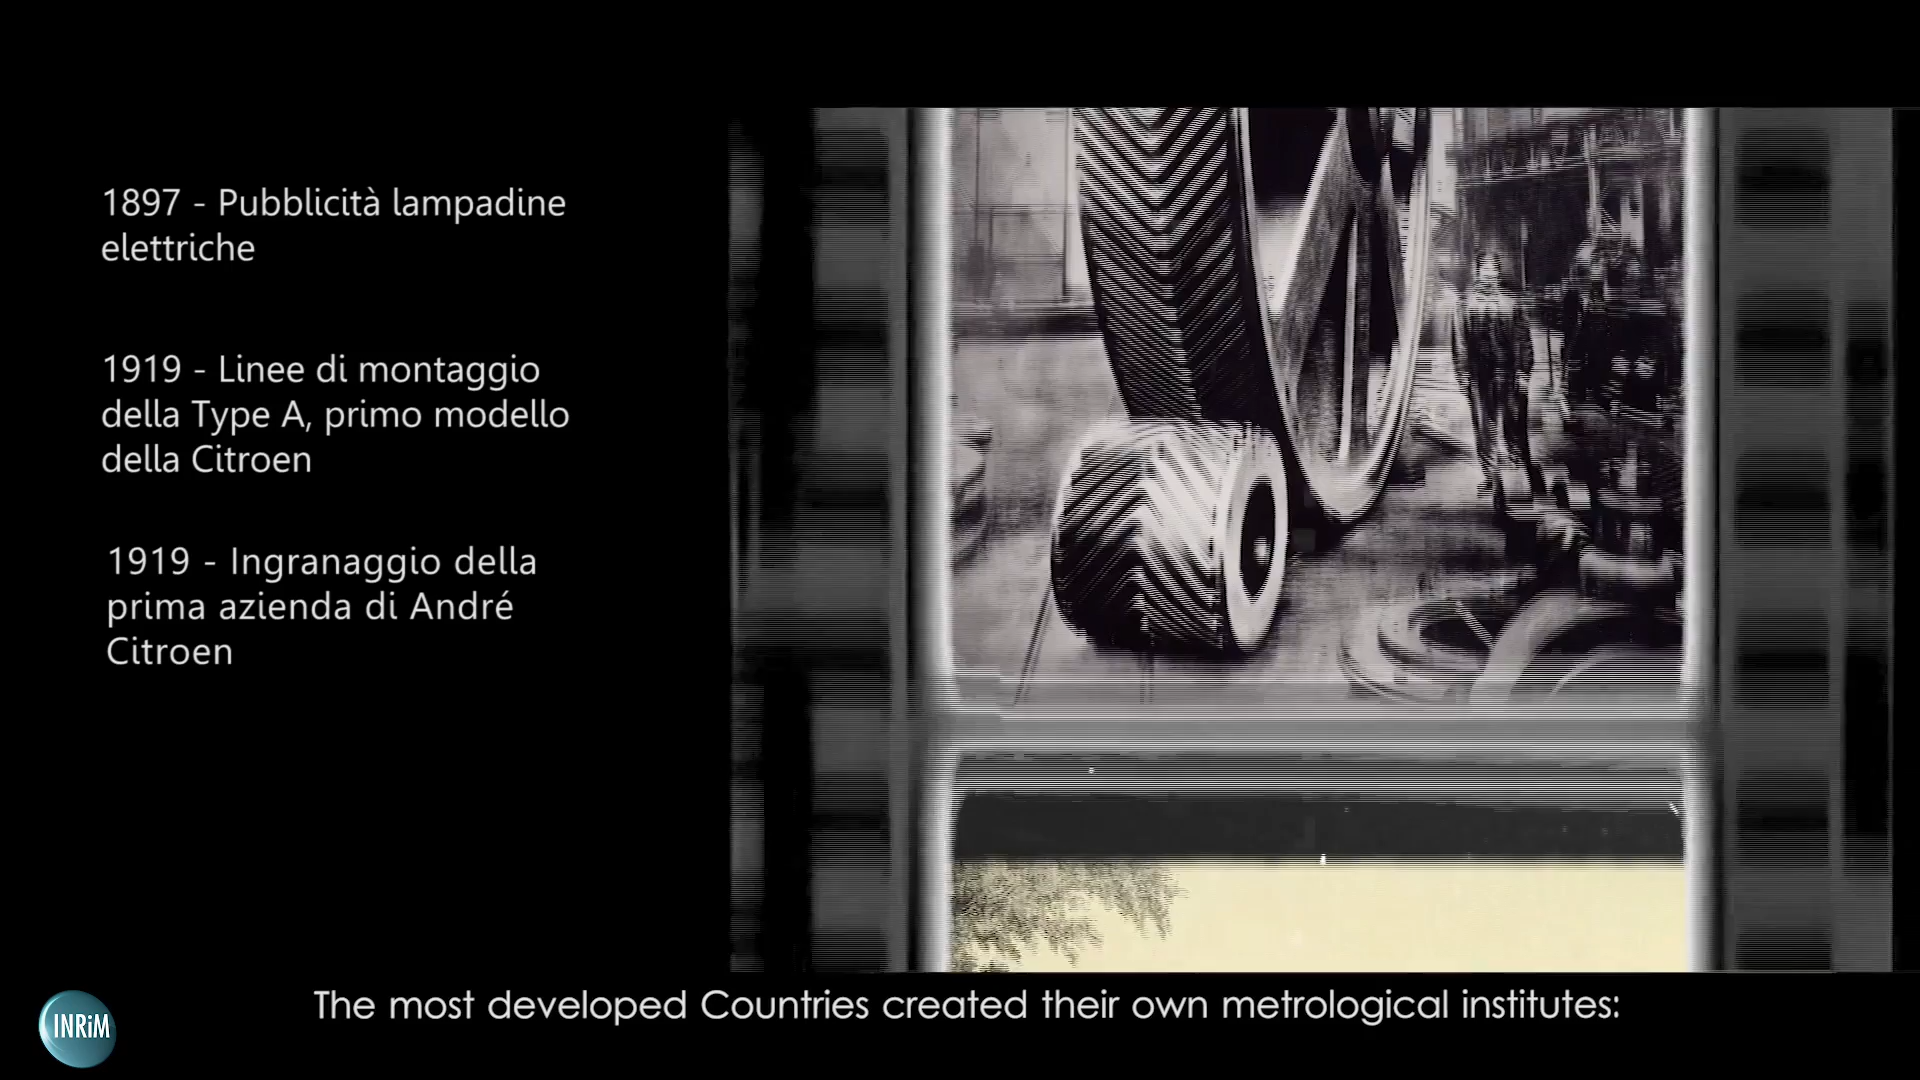 1897 - Pubblicità lampadine
elettriche
1919 - Linee di montaggio
della Type A, primo modello
della Citroen
1919 - Ingranaggio della
prima azienda di André
Citroen
The most developed Countries created their own metrological institutes:
INRiM